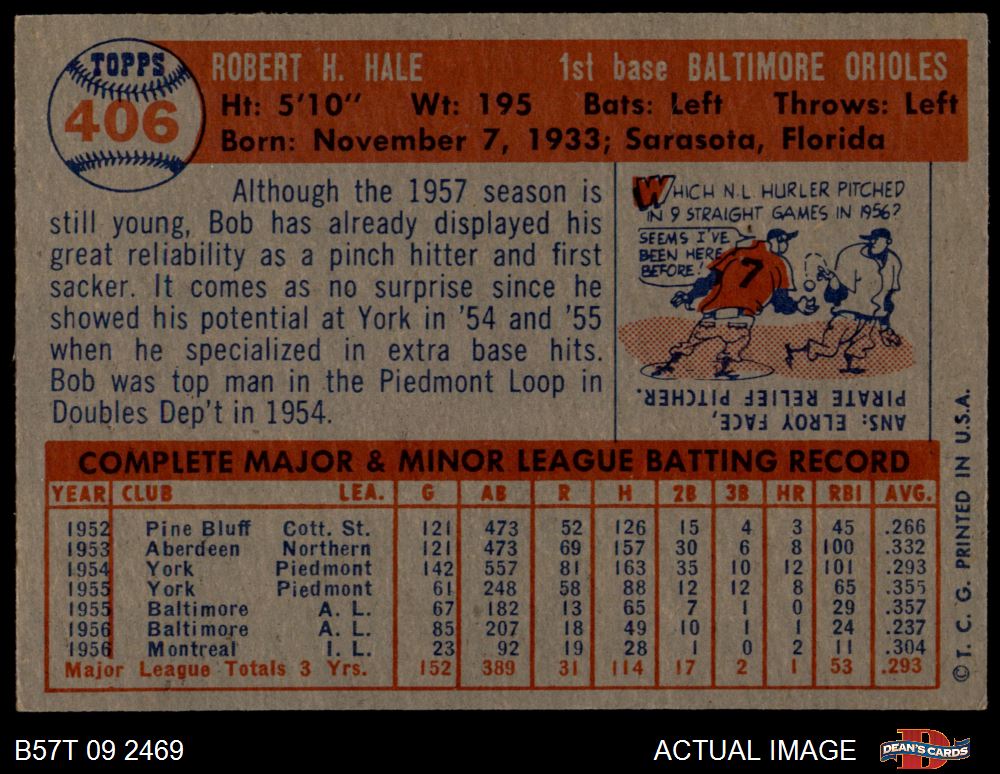 TOPPS
406
ROBERT H. HALE 1st base BALTIMORE ORIOLES
Ht: 5'10" Wt: 195 Bats: Left Throws: Left
Born: November 7, 1933; Sarasota, Florida
Although the 1957 season is
still young, Bob has already displayed his
great reliability as a pinch hitter and first
sacker. It comes as no surprise since he
showed his potential at York in '54 and '55
when he specialized in extra base hits.
Bob was top man in the Piedmont Loop in
Doubles Dep't in 1954.
WHICH N.L. HURLER PITCHED
IN 9 STRAIGHT GAMES IN 1956?
SEEMS I'VE
BEEN HERE
BEFORE!
7
ANS: ELROY FACE,
PIRATE RELIEF PITCHER.
COMPLETE MAJOR & MINOR LEAGUE BATTING RECORD
YEAR CLUB LEA. G AB R H 2B 3B HR RBI AVG.
1952 Pine Bluff Cott. St. 121 473 52 126 15 4 3 45 .266
1953 Aberdeen Northern 121 473 69 157 30 6 8 100 .332
1954 York Piedmont 142 557 81 163 35 10 12 101 .293
1955 York Piedmont 61 248 58 88 12 12 8 65 .355
1955 Baltimore A. L. 67 182 13 65 7 1 0 29 .357
1956 Baltimore A. L. 85 207 18 49 10 1 1 24 .237
1956 Montreal I. L. 23 92 19 28 1 0 2 11 .304
Major League Totals 3 Yrs. 152 389 31 114 17 2 1 53 .293
© T. C. G. PRINTED IN U.S.A.
B57T 09 2469
ACTUAL IMAGE
DEAN'S CARDS